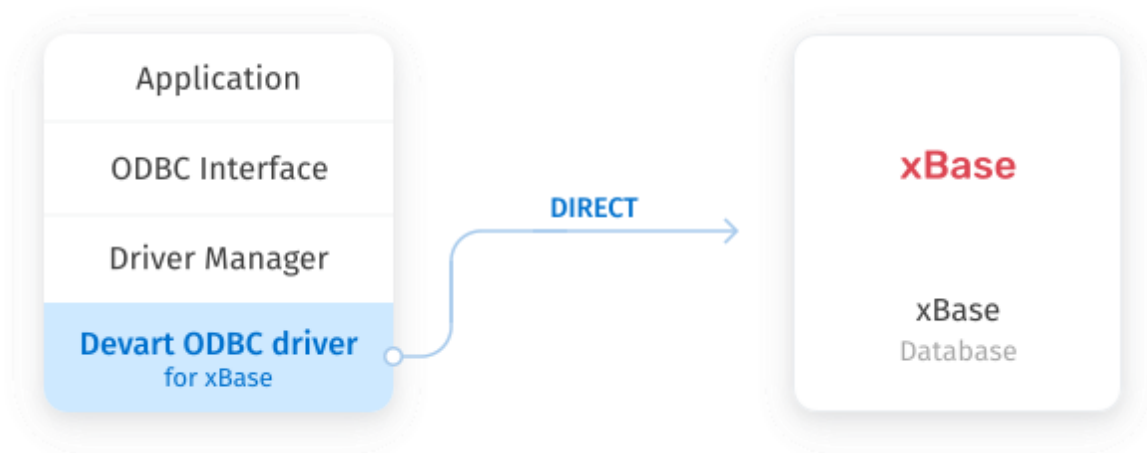 Application
ODBC Interface
Driver Manager
Devart ODBC driver
for xBase
DIRECT
xBase
xBase
Database